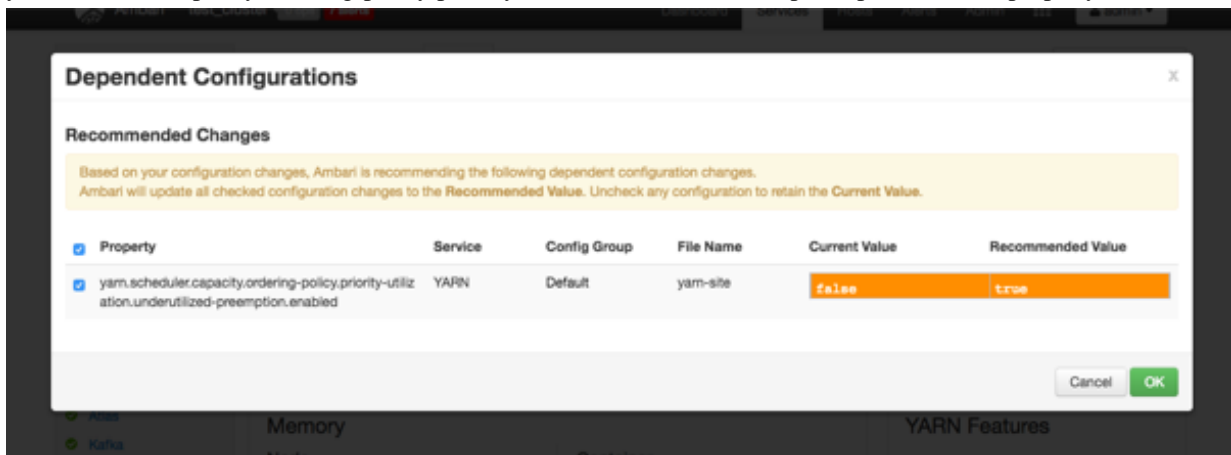 Ambari
Services
Admin
admin
Dependent Configurations
X
Recommended Changes
Based on your configuration changes, Ambari is recommending the following dependent configuration changes.
Ambari will update all checked configuration changes to the Recommended Value. Uncheck any configuration to retain the Current Value.
Property Service Config Group File Name Current Value Recommended Value
yarn.scheduler.capacity.ordering-policy.priority-utiliz YARN Default yarn-site false true
ation.underutilized-preemption.enabled
Cancel OK
Atlas
Memory YARN Features
Kafka